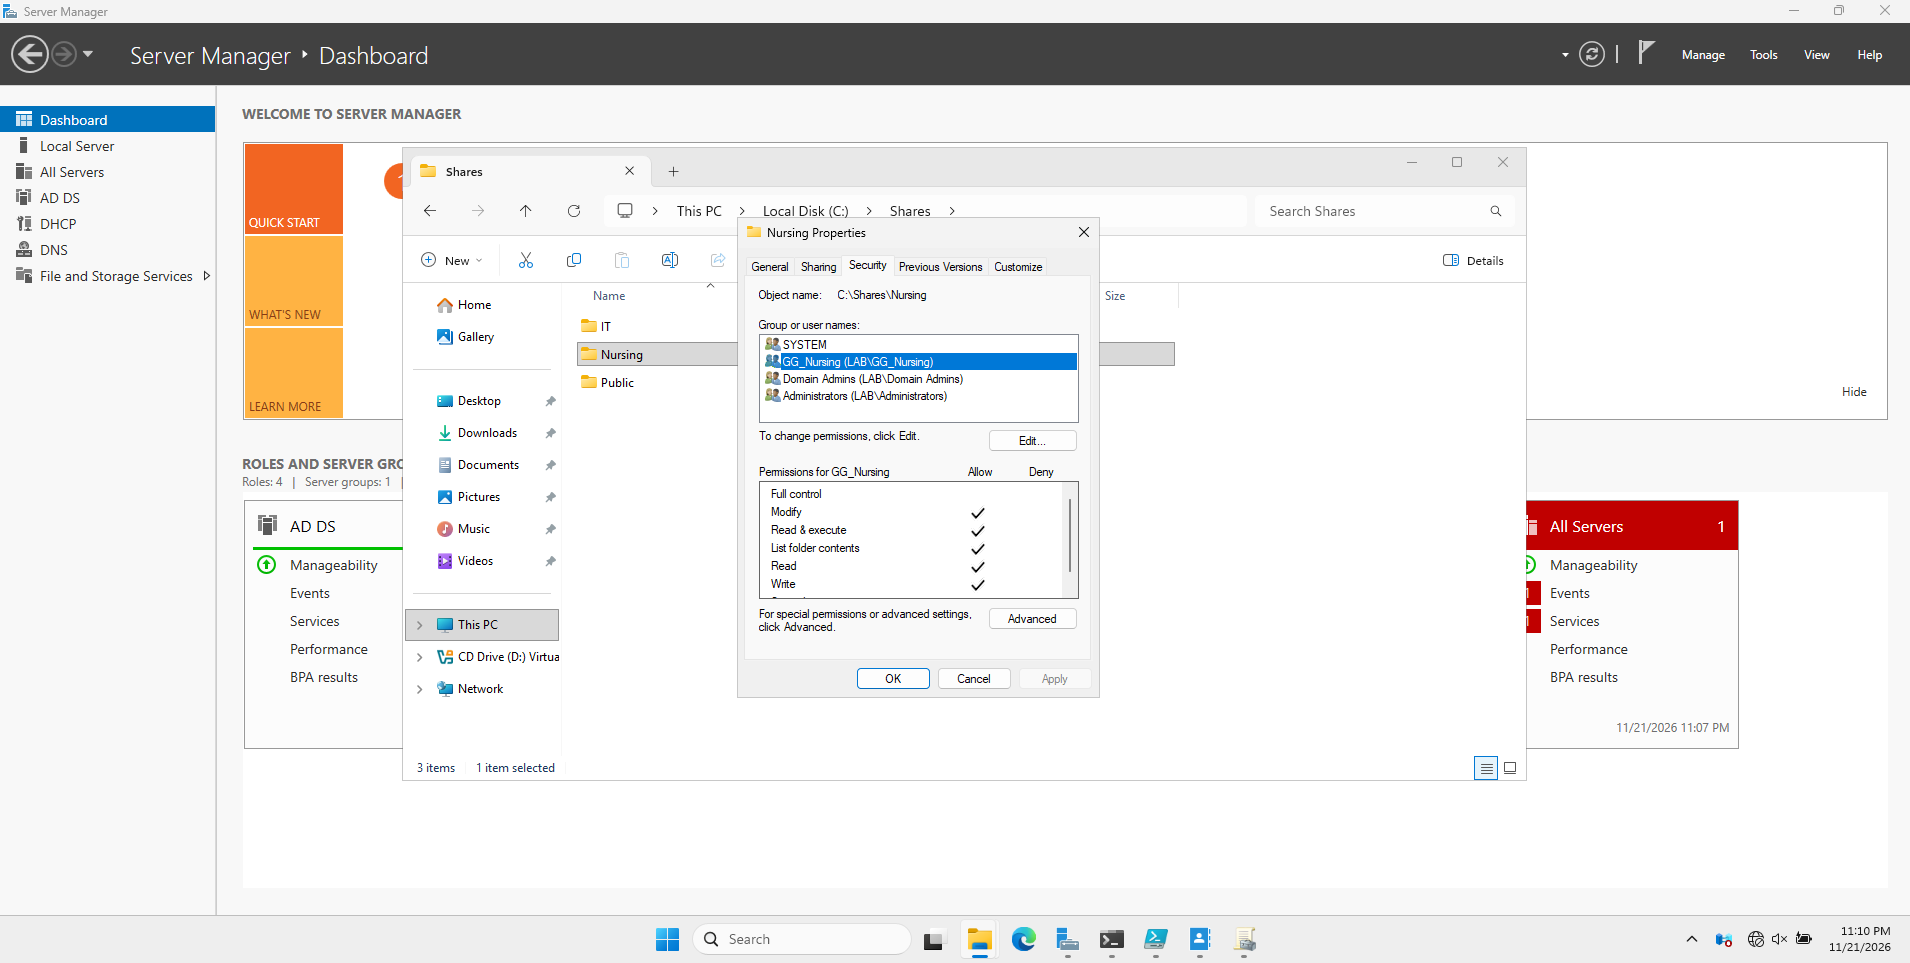 Server Manager
Server Manager ‣ Dashboard
Manage Tools View Help
Dashboard
Local Server
All Servers
AD DS
DHCP
DNS
File and Storage Services
WELCOME TO SERVER MANAGER
QUICK START
WHAT'S NEW
LEARN MORE
Hide
Shares
This PC > Local Disk (C:) > Shares >
Search Shares
New
Details
Name
Size
Home
Gallery
Desktop
Downloads
Documents
Pictures
Music
Videos
This PC
CD Drive (D:) Virtua
Network
IT
Nursing
Public
3 items
1 item selected
Nursing Properties
General Sharing Security Previous Versions Customize
Object name: C:\Shares\Nursing
Group or user names:
SYSTEM
GG_Nursing (LAB\GG_Nursing)
Domain Admins (LAB\Domain Admins)
Administrators (LAB\Administrators)
To change permissions, click Edit.
Edit...
Permissions for GG_Nursing Allow Deny
Full control
Modify
Read & execute
List folder contents
Read
Write
For special permissions or advanced settings,
click Advanced.
Advanced
OK Cancel Apply
ROLES AND SERVER GRO
Roles: 4 | Server groups: 1 |
AD DS
Manageability
Events
Services
Performance
BPA results
All Servers 1
Manageability
1 Events
1 Services
Performance
BPA results
11/21/2026 11:07 PM
Search
11:10 PM
11/21/2026